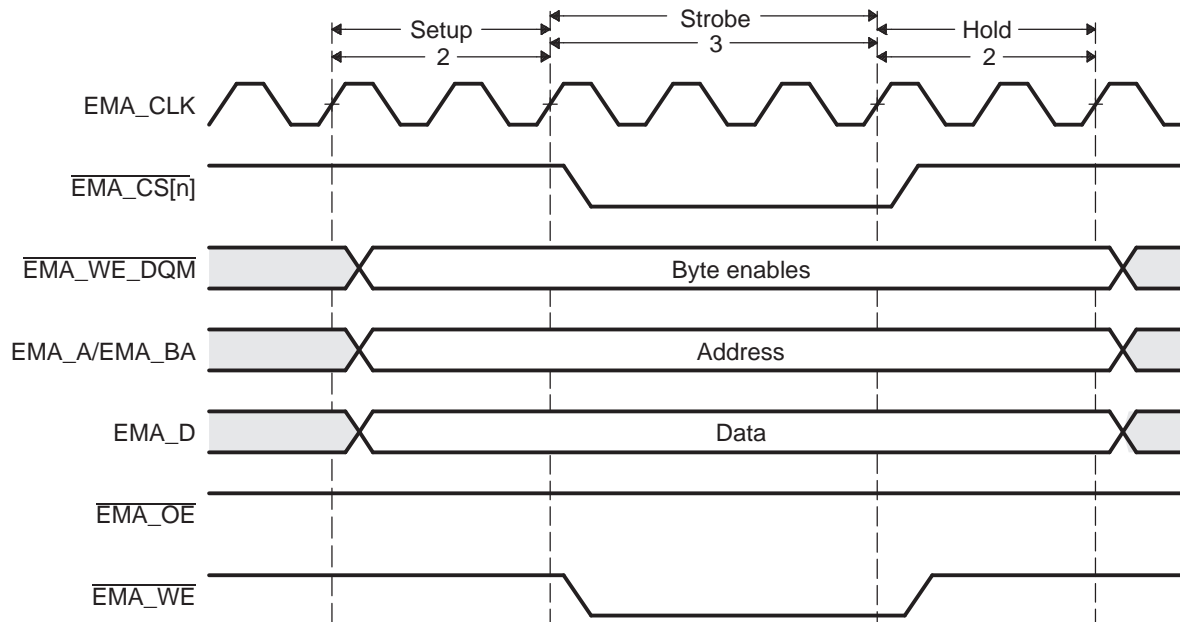 Setup
Strobe
Hold
2
3
2
EMA_CLK
EMA_CS[n]
EMA_WE_DQM
Byte enables
EMA_A/EMA_BA
Address
EMA_D
Data
EMA_OE
EMA_WE